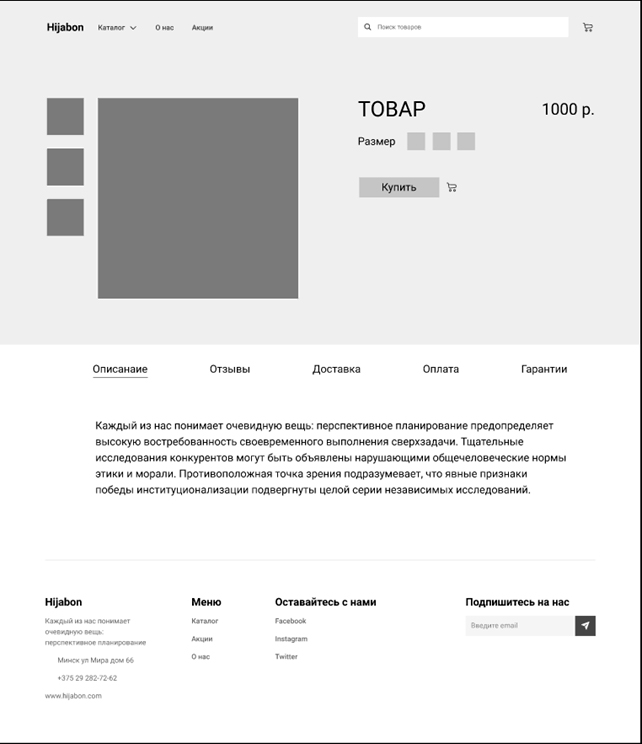 Hijabon Каталог О нас Акции Поиск товаров
ТОВАР 1000 р.
Размер
Купить
Описанаие Отзывы Доставка Оплата Гарантии
Каждый из нас понимает очевидную вещь: перспективное планирование предопределяет
высокую востребованность своевременного выполнения сверхзадачи. Тщательные
исследования конкурентов могут быть объявлены нарушающими общечеловеческие нормы
этики и морали. Противоположная точка зрения подразумевает, что явные признаки
победы институционализации подвергнуты целой серии независимых исследований.
Hijabon
Каждый из нас понимает
очевидную вещь:
перспективное планирование
Минск ул Мира дом 66
+375 29 282-72-62
www.hijabon.com
Меню
Каталог
Акции
О нас
Оставайтесь с нами
Facebook
Instagram
Twitter
Подпишитесь на нас
Введите email